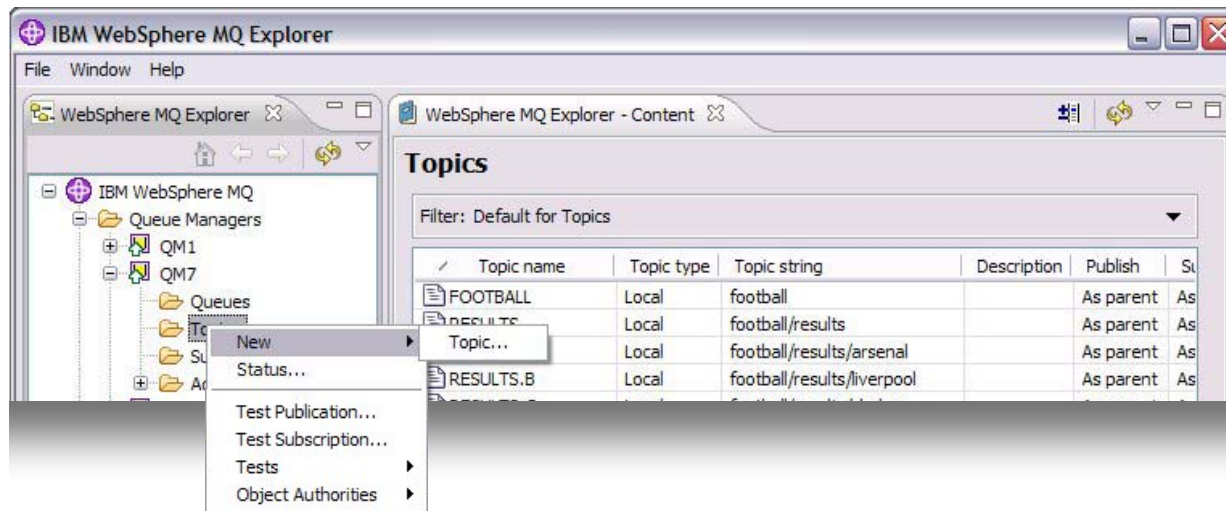 IBM WebSphere MQ Explorer
File Window Help
WebSphere MQ Explorer
IBM WebSphere MQ
Queue Managers
QM1
QM7
Queues
New
Status...
Test Publication...
Test Subscription...
Tests
Object Authorities
Topic...
WebSphere MQ Explorer - Content
Topics
Filter: Default for Topics
Topic name Topic type Topic string Description Publish
FOOTBALL Local football As parent As
Local football/results As parent As
Local football/results/arsenal As parent As
RESULTS.B Local football/results/liverpool As parent As